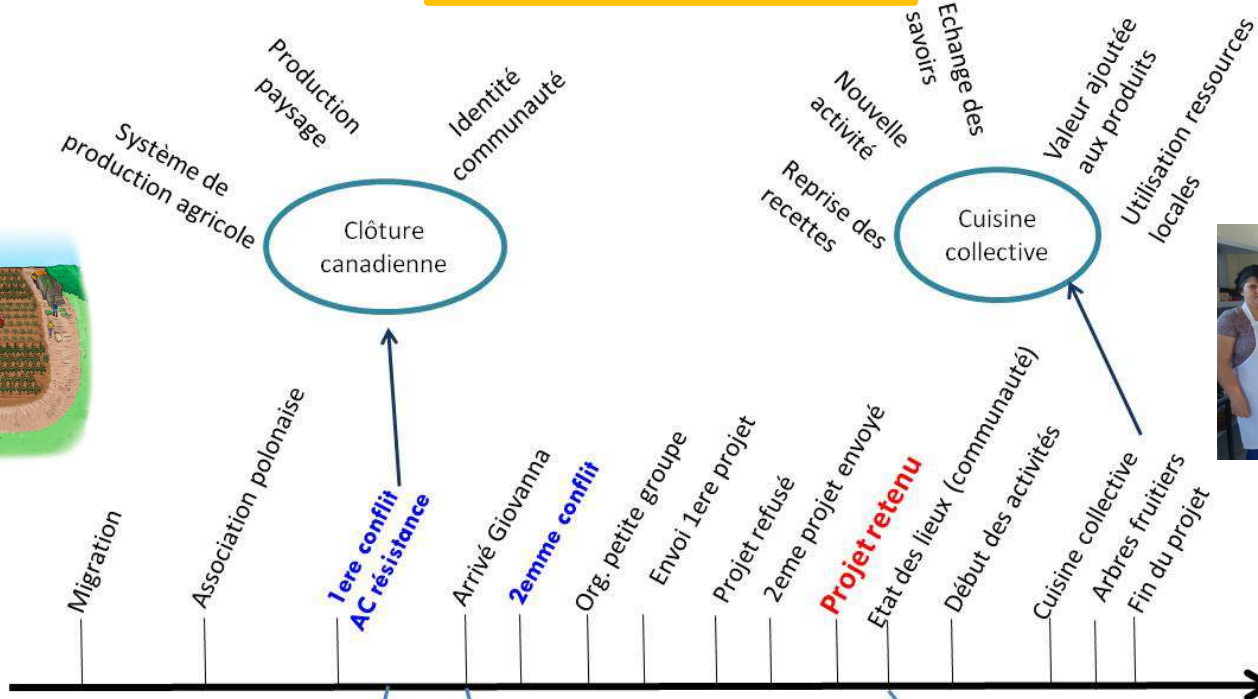 Système de
production agricole
Production
paysage
Identité
communauté
Clôture
canadienne
Reprise des
recettes
Nouvelle
activité
Echange des
savoirs
Valeur ajoutée
aux produits
Utilisation ressources
locales
Cuisine
collective
Migration
Association polonaise
1ere conflit
AC résistance
Arrivé Giovanna
2emme conflit
Org. petite groupe
Envoi 1ere projet
Projet refusé
2eme projet envoyé
Projet retenu
Etat des lieux (communauté)
Début des activités
Cuisine collective
Arbres fruitiers
Fin du projet